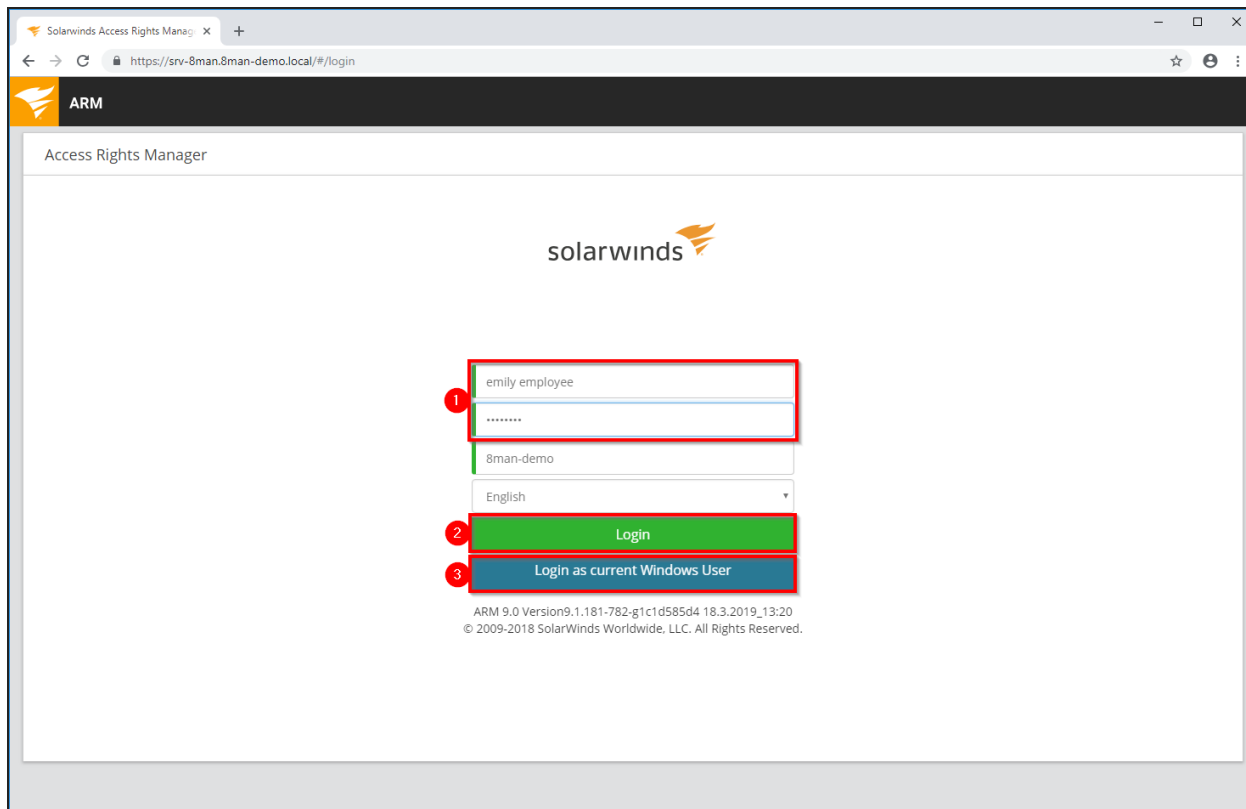 Solarwinds Access Rights Manag
https://srv-8man.8man-demo.local/#/login
ARM
Access Rights Manager
solarwinds
emily employee
1
••••••••
8man-demo
English
2
Login
3
Login as current Windows User
ARM 9.0 Version9.1.181-782-g1c1d585d4 18.3.2019_13:20
© 2009-2018 SolarWinds Worldwide, LLC. All Rights Reserved.